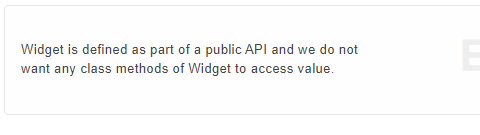 Widget is defined as part of a public API and we do not
want any class methods of Widget to access value.